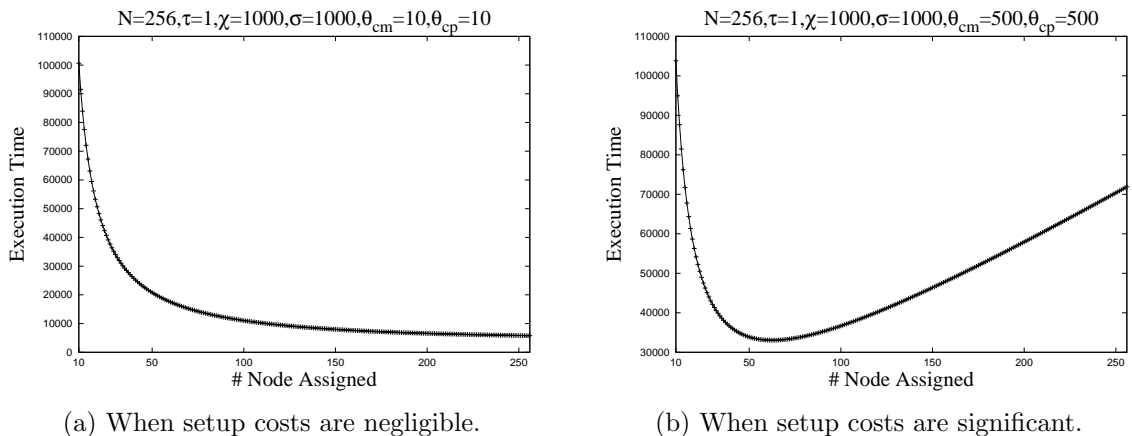 N=256,τ=1,χ=1000,σ=1000,θcm=10,θcp=10
110000
100000
90000
80000
70000
60000
50000
40000
30000
20000
10000
0
Execution Time
10 50 100 150 200 250
# Node Assigned
(a) When setup costs are negligible.
N=256,τ=1,χ=1000,σ=1000,θcm=500,θcp=500
110000
100000
90000
80000
70000
60000
50000
40000
30000
Execution Time
10 50 100 150 200 250
# Node Assigned
(b) When setup costs are significant.